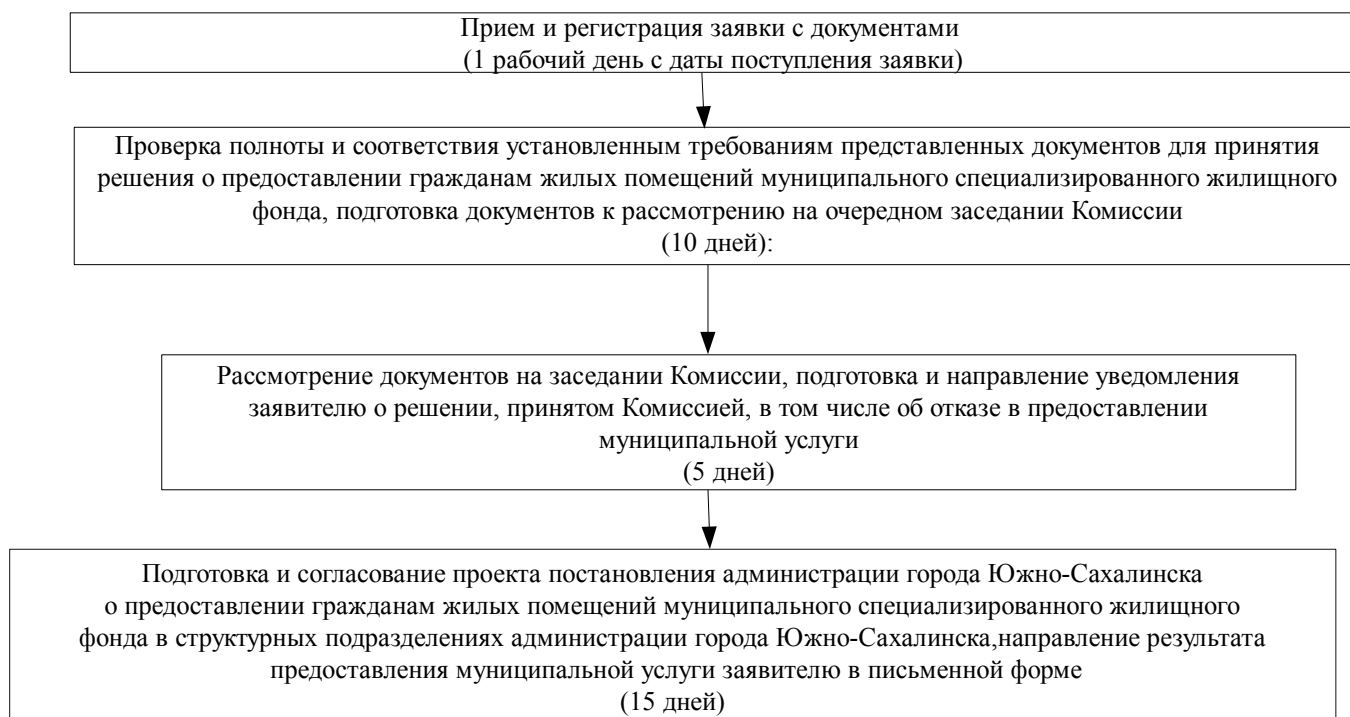 Прием и регистрация заявки с документами
(1 рабочий день с даты поступления заявки)
Проверка полноты и соответствия установленным требованиям представленных документов для принятия
решения о предоставлении гражданам жилых помещений муниципального специализированного жилищного
фонда, подготовка документов к рассмотрению на очередном заседании Комиссии
(10 дней):
Рассмотрение документов на заседании Комиссии, подготовка и направление уведомления
заявителю о решении, принятом Комиссией, в том числе об отказе в предоставлении
муниципальной услуги
(5 дней)
Подготовка и согласование проекта постановления администрации города Южно-Сахалинска
о предоставлении гражданам жилых помещений муниципального специализированного жилищного
фонда в структурных подразделениях администрации города Южно-Сахалинска,направление результата
предоставления муниципальной услуги заявителю в письменной форме
(15 дней)